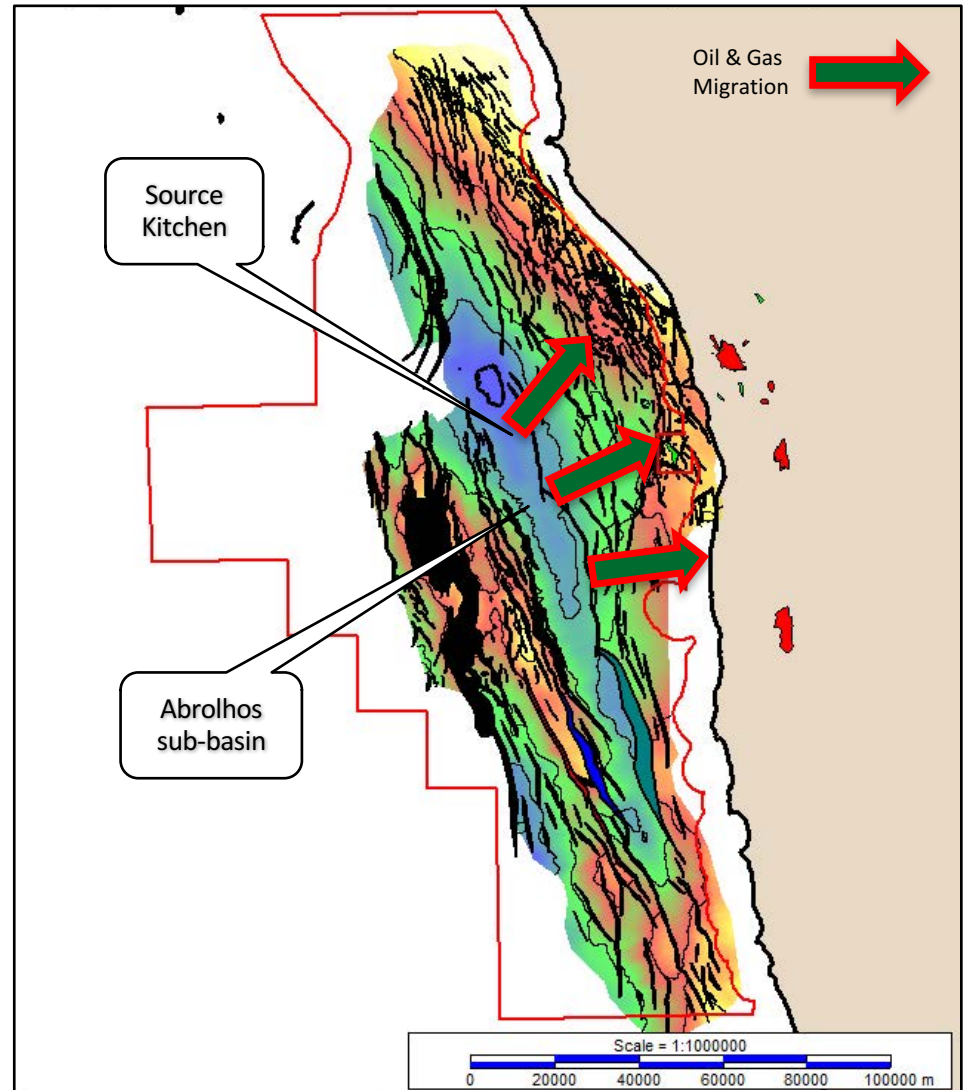 Oil & Gas
Migration
Source
Kitchen
Abrolhos
sub-basin
Scale = 1:1000000
0 20000 40000 60000 80000 100000 m